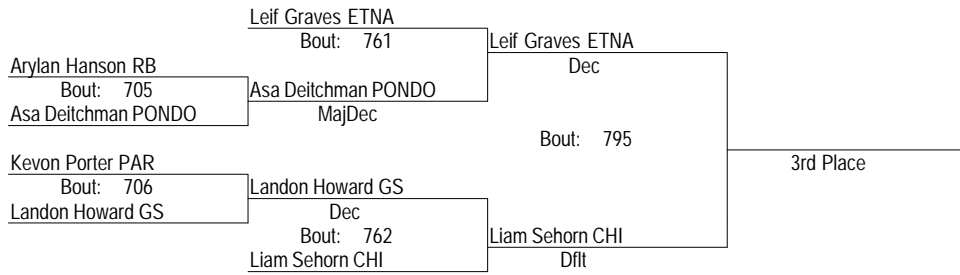 Leif Graves ETNA
Bout: 761
Leif Graves ETNA
Dec
Arylan Hanson RB
Bout: 705
Asa Deitchman PONDO
Asa Deitchman PONDO
MajDec
Bout: 795
3rd Place
Kevon Porter PAR
Bout: 706
Landon Howard GS
Landon Howard GS
Dec
Bout: 762
Liam Sehorn CHI
Liam Sehorn CHI
Dflt